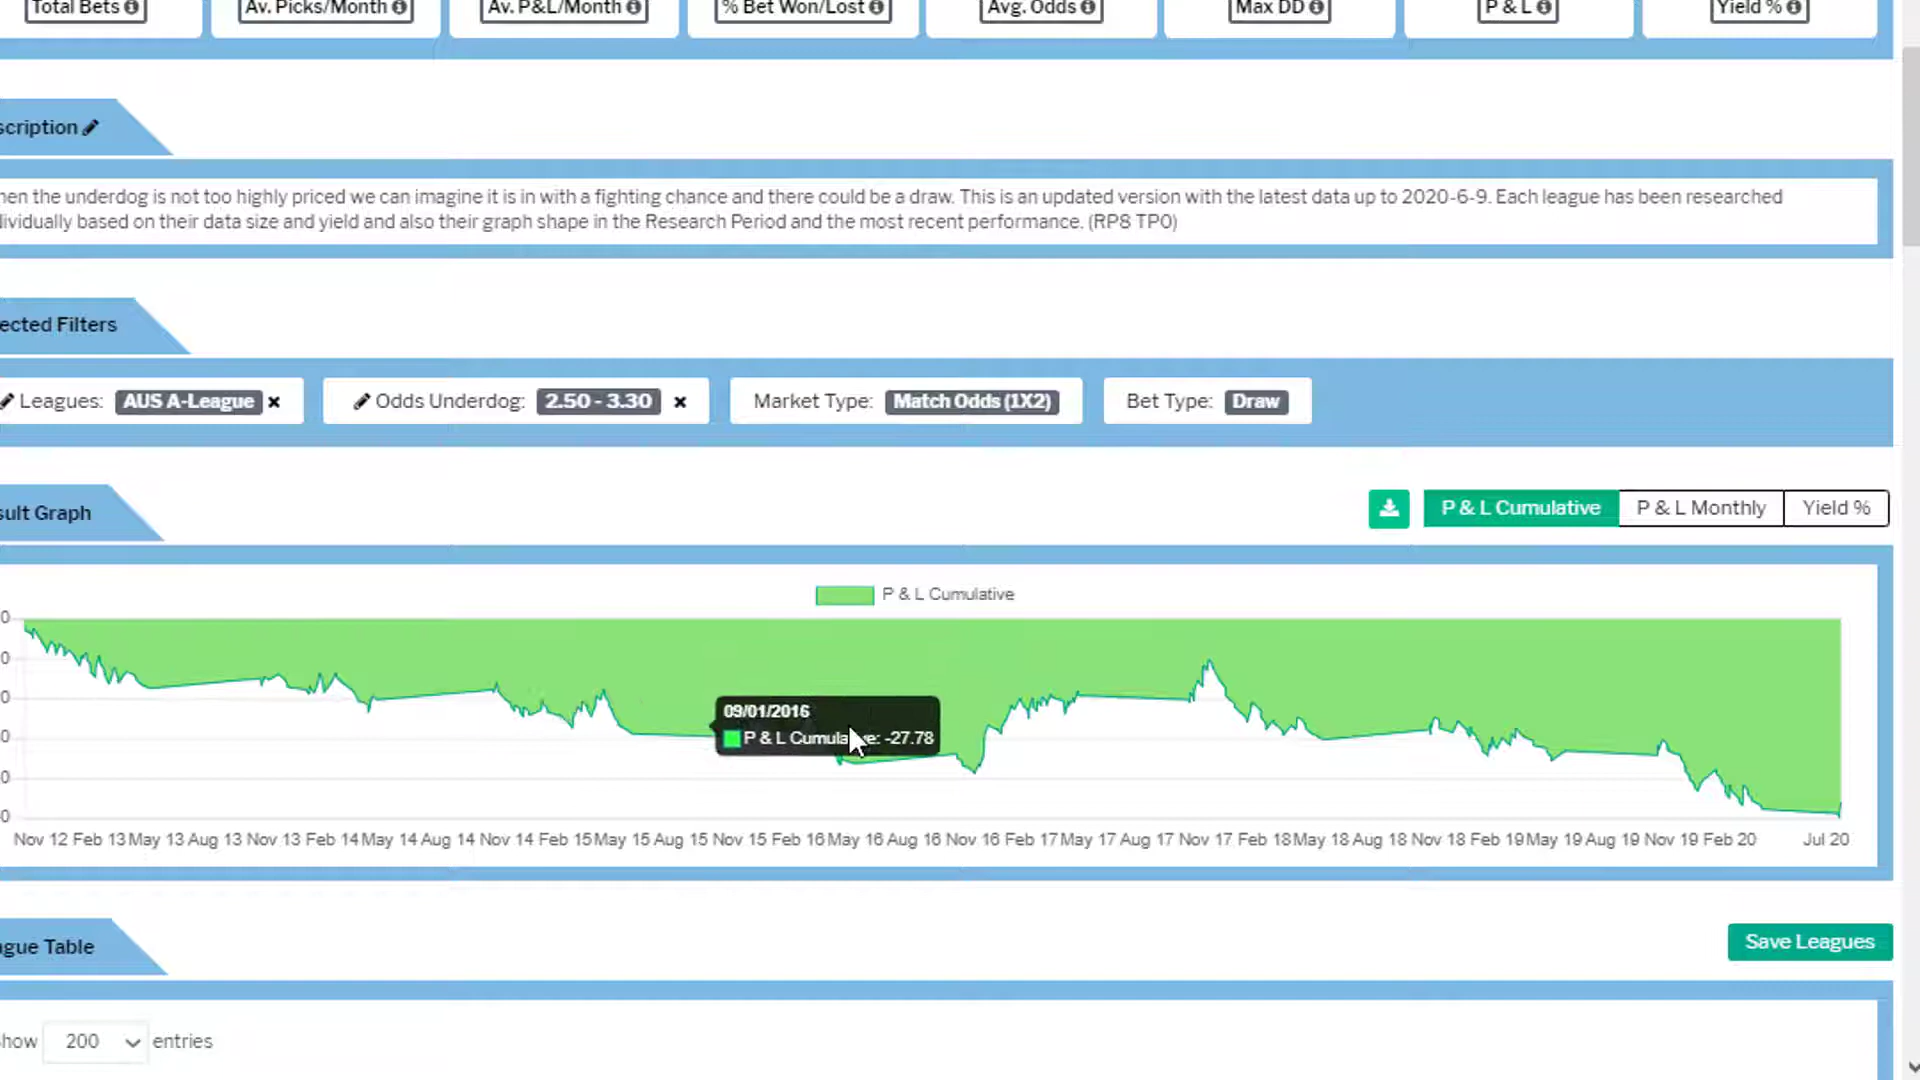 Total Bets Av. Picks/Month Av. P&L/Month % Bet Won/Lost Avg. Odds Max DD P & L Yield %
scription
hen the underdog is not too highly priced we can imagine it is in with a fighting chance and there could be a draw. This is an updated version with the latest data up to 2020-6-9. Each league has been researched
dividually based on their data size and yield and also their graph shape in the Research Period and the most recent performance. (RP8 TP0)
ected Filters
Leagues: AUS A-League × Odds Underdog: 2.50 - 3.30 × Market Type: Match Odds (1X2) Bet Type: Draw
sult Graph
P & L Cumulative P & L Monthly Yield %
P & L Cumulative
0
0
0
0
0
0
09/01/2016
P & L Cumulative: -27.78
Nov 12 Feb 13 May 13 Aug 13 Nov 13 Feb 14 May 14 Aug 14 Nov 14 Feb 15 May 15 Aug 15 Nov 15 Feb 16 May 16 Aug 16 Nov 16 Feb 17 May 17 Aug 17 Nov 17 Feb 18 May 18 Aug 18 Nov 18 Feb 19 May 19 Aug 19 Nov 19 Feb 20 Jul 20
ague Table
Save Leagues
how 200 entries